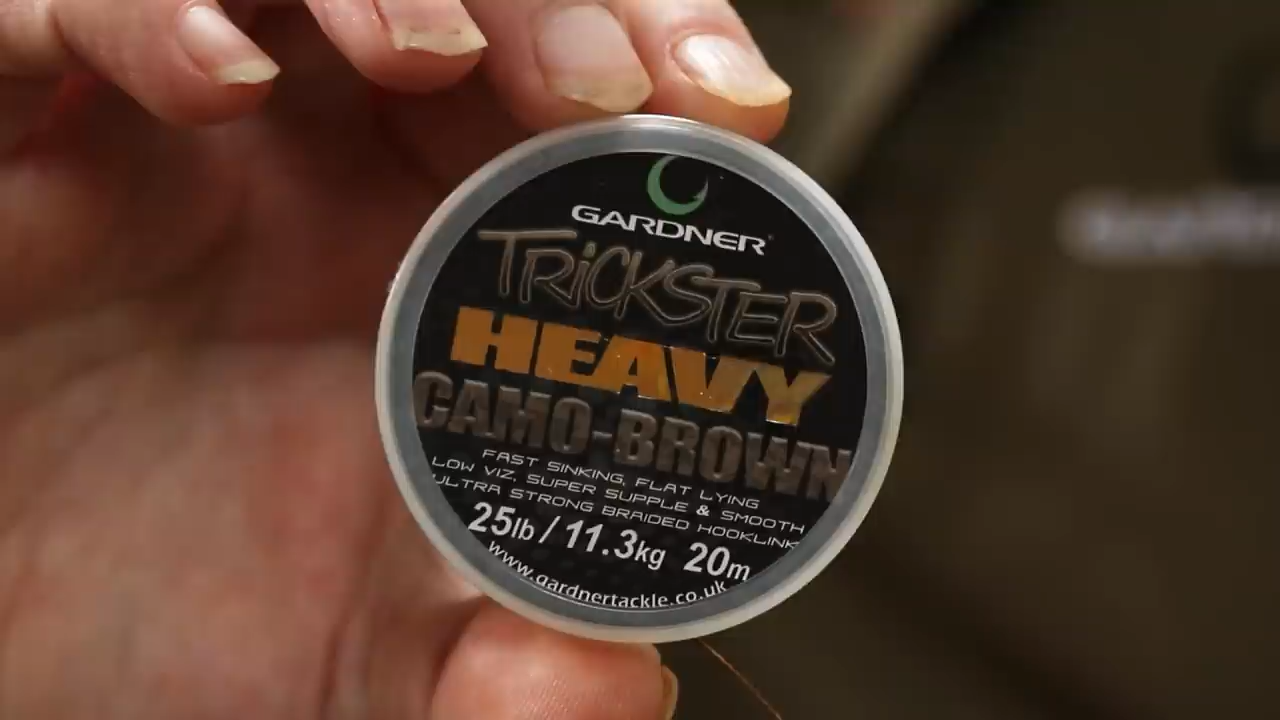 GARDNER
TRiCKSTER
HEAVY
CAMO-BROWN
FAST SINKING, FLAT LYING
LOW VIZ, SUPER SUPPLE & SMOOTH
ULTRA STRONG BRAIDED HOOKLINK
25lb / 11.3kg 20m
www.gardnertackle.co.uk